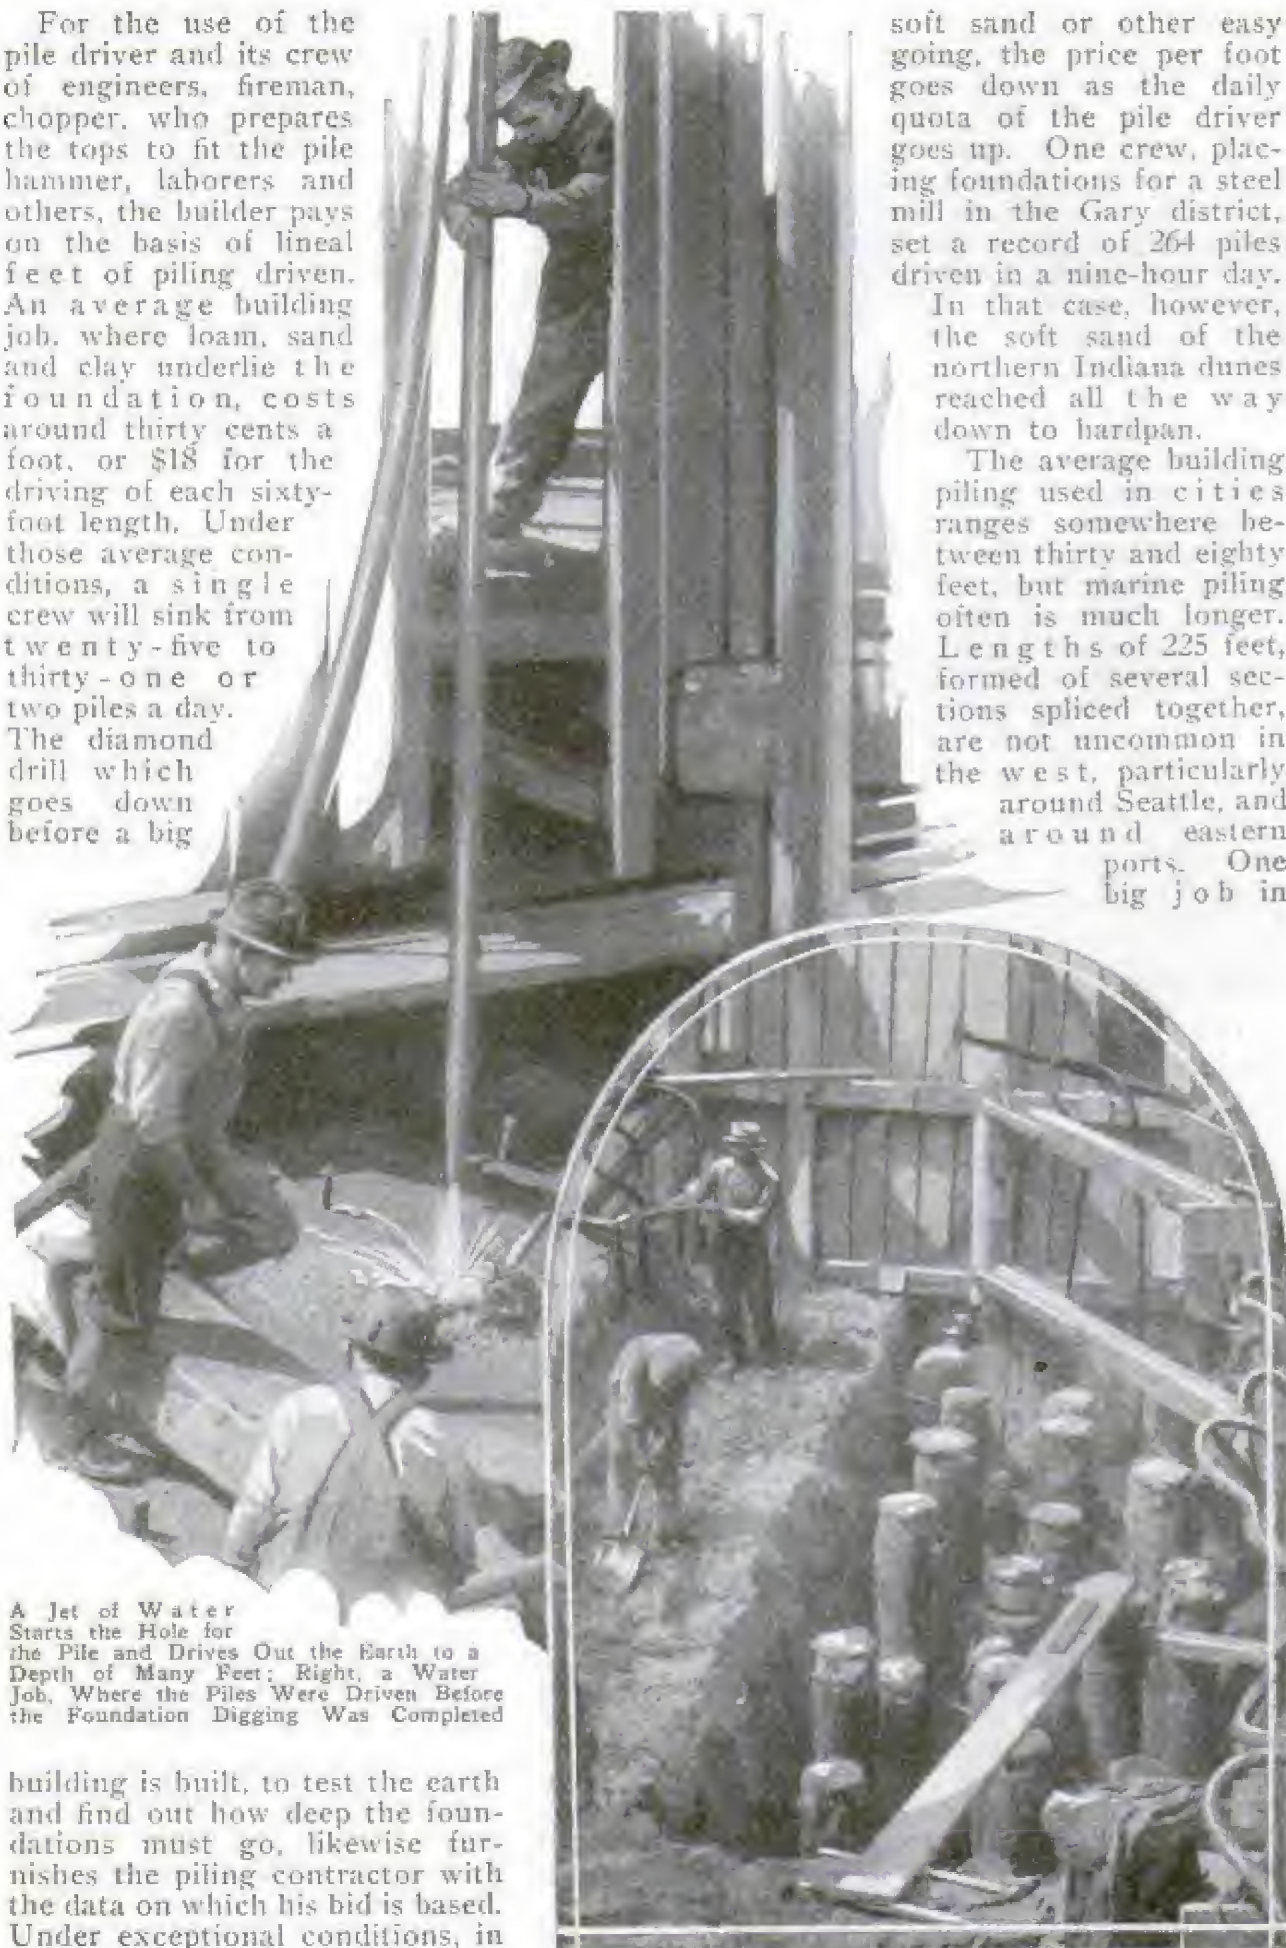 For the use of the
pile driver and its crew
of engineers, fireman,
chopper, who prepares
the tops to fit the pile
hammer, laborers and
others, the builder pays
on the basis of lineal
feet of piling driven.
An average building
job, where loam, sand
and clay underlie the
foundation, costs
around thirty cents a
foot, or $18 for the
driving of each sixty-
foot length. Under
those average con-
ditions, a single
crew will sink from
twenty-five to
thirty-one or
two piles a day.
The diamond
drill which
goes down
before a big
A Jet of Water
Starts the Hole for
the Pile and Drives Out the Earth to a
Depth of Many Feet; Right, a Water
Job, Where the Piles Were Driven Before
the Foundation Digging Was Completed
building is built, to test the earth
and find out how deep the foun-
dations must go, likewise fur-
nishes the piling contractor with
the data on which his bid is based.
Under exceptional conditions, in
soft sand or other easy
going, the price per foot
goes down as the daily
quota of the pile driver
goes up. One crew, plac-
ing foundations for a steel
mill in the Gary district,
set a record of 264 piles
driven in a nine-hour day.
In that case, however,
the soft sand of the
northern Indiana dunes
reached all the way
down to hardpan.
The average building
piling used in cities
ranges somewhere be-
tween thirty and eighty
feet, but marine piling
often is much longer.
Lengths of 225 feet,
formed of several sec-
tions spliced together,
are not uncommon in
the west, particularly
around Seattle, and
around eastern
ports. One
big job in